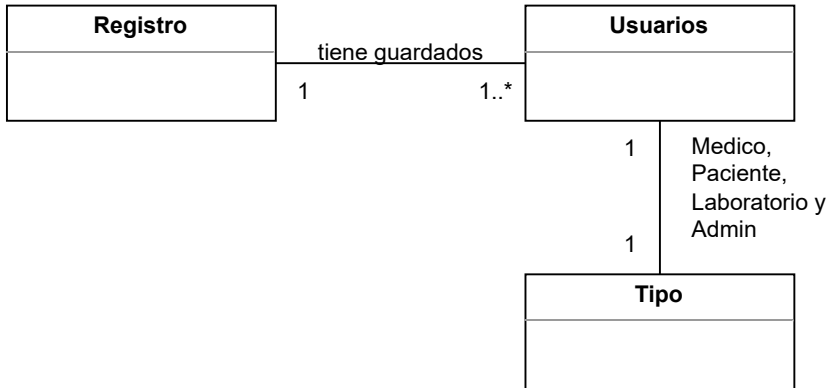 Registro
tiene guardados
Usuarios
1
1..*
1
Medico,
Paciente,
Laboratorio y
Admin
1
Tipo